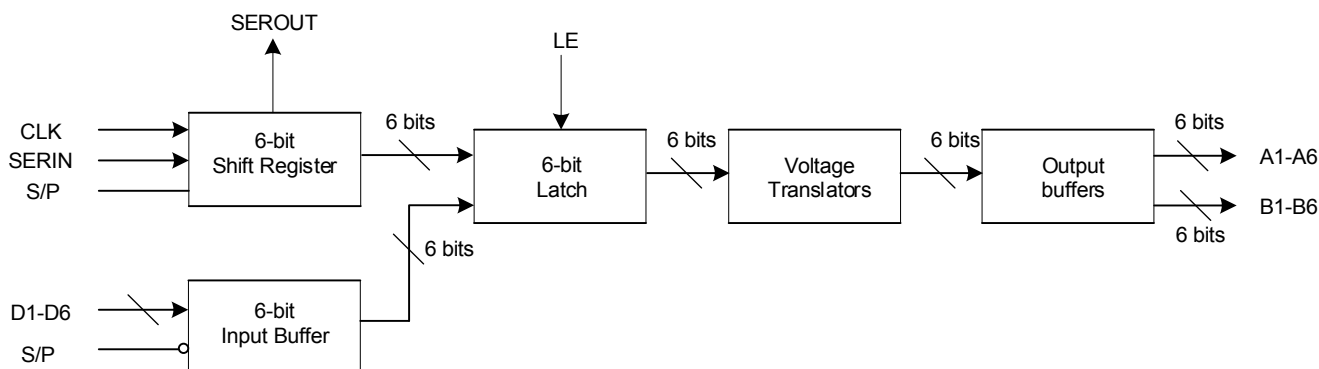 SEROUT
LE
CLK
SERIN
S/P
6-bit
Shift Register
6 bits
6-bit
Latch
6 bits
Voltage
Translators
6 bits
Output
buffers
6 bits
A1-A6
B1-B6
6 bits
6 bits
D1-D6
S/P
6-bit
Input Buffer